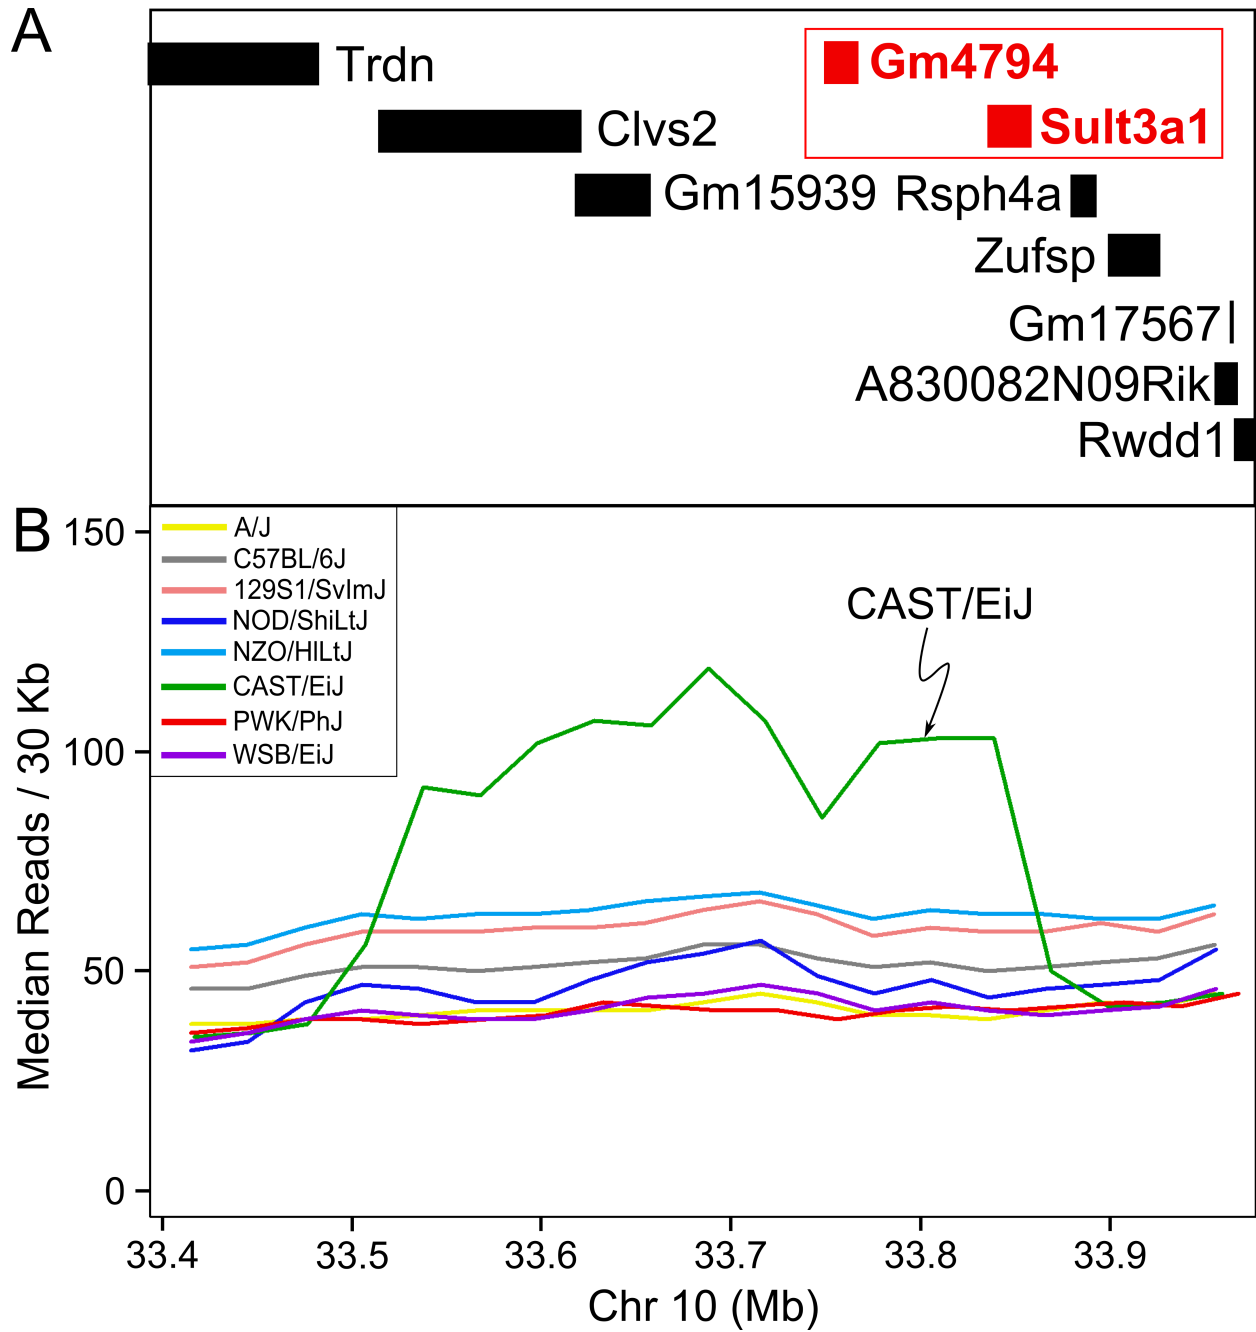 A
Trdn
Gm4794
Clvs2
Sult3a1
Gm15939
Rsph4a
Zufsp
Gm17567
A830082N09Rik
Rwdd1
B
150
100
50
0
Median Reads / 30 Kb
A/J
C57BL/6J
129S1/SvImJ
NOD/ShiLtJ
NZO/HlLtJ
CAST/EiJ
PWK/PhJ
WSB/EiJ
CAST/EiJ
33.4 33.5 33.6 33.7 33.8 33.9
Chr 10 (Mb)